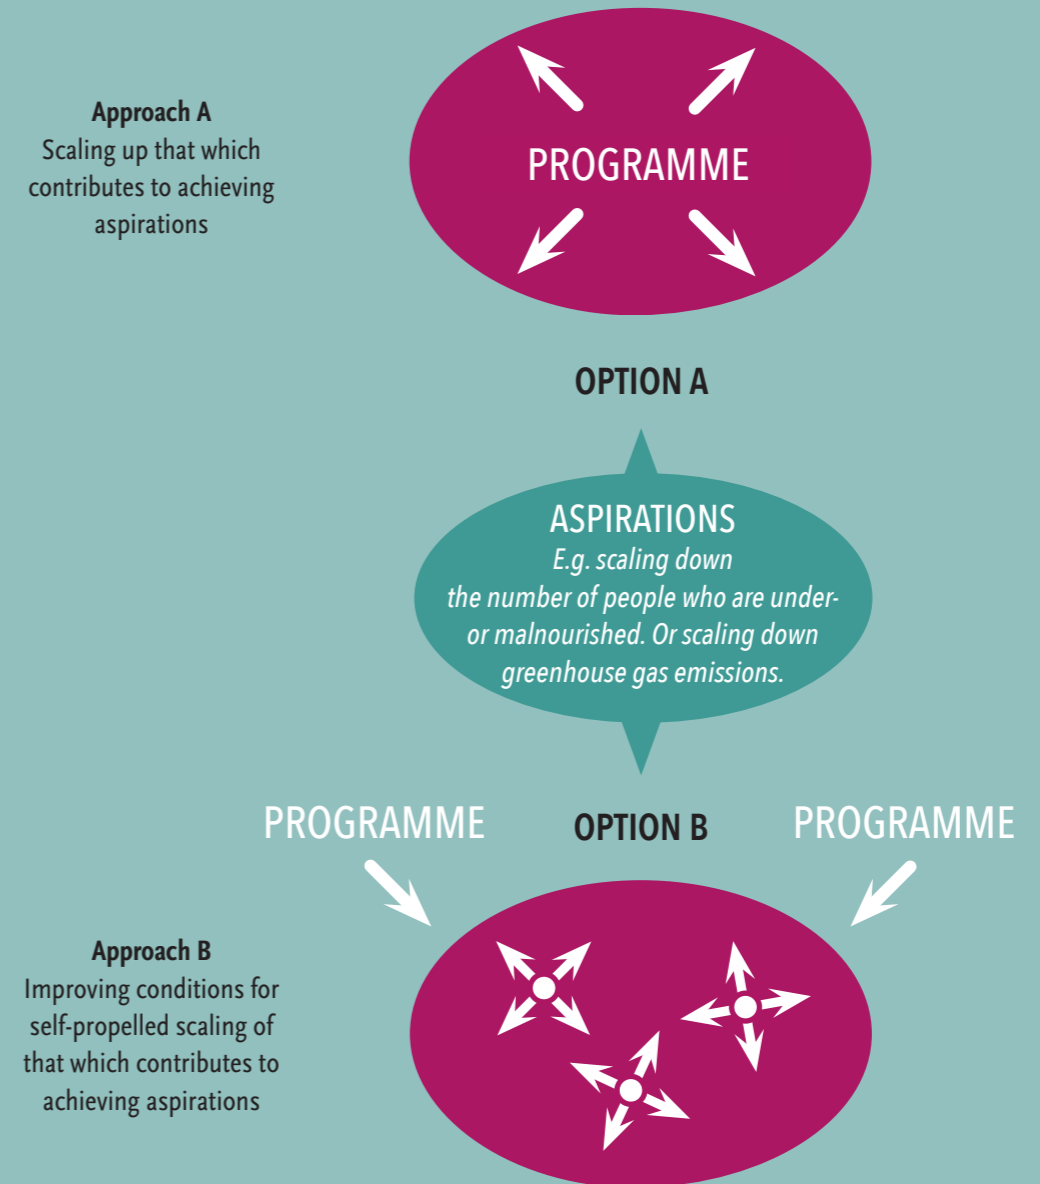 Approach A
Scaling up that which
contributes to achieving
aspirations
PROGRAMME
OPTION A
ASPIRATIONS
E.g. scaling down
the number of people who are under-
or malnourished. Or scaling down
greenhouse gas emissions.
PROGRAMME
OPTION B
PROGRAMME
Approach B
Improving conditions for
self-propelled scaling of
that which contributes to
achieving aspirations